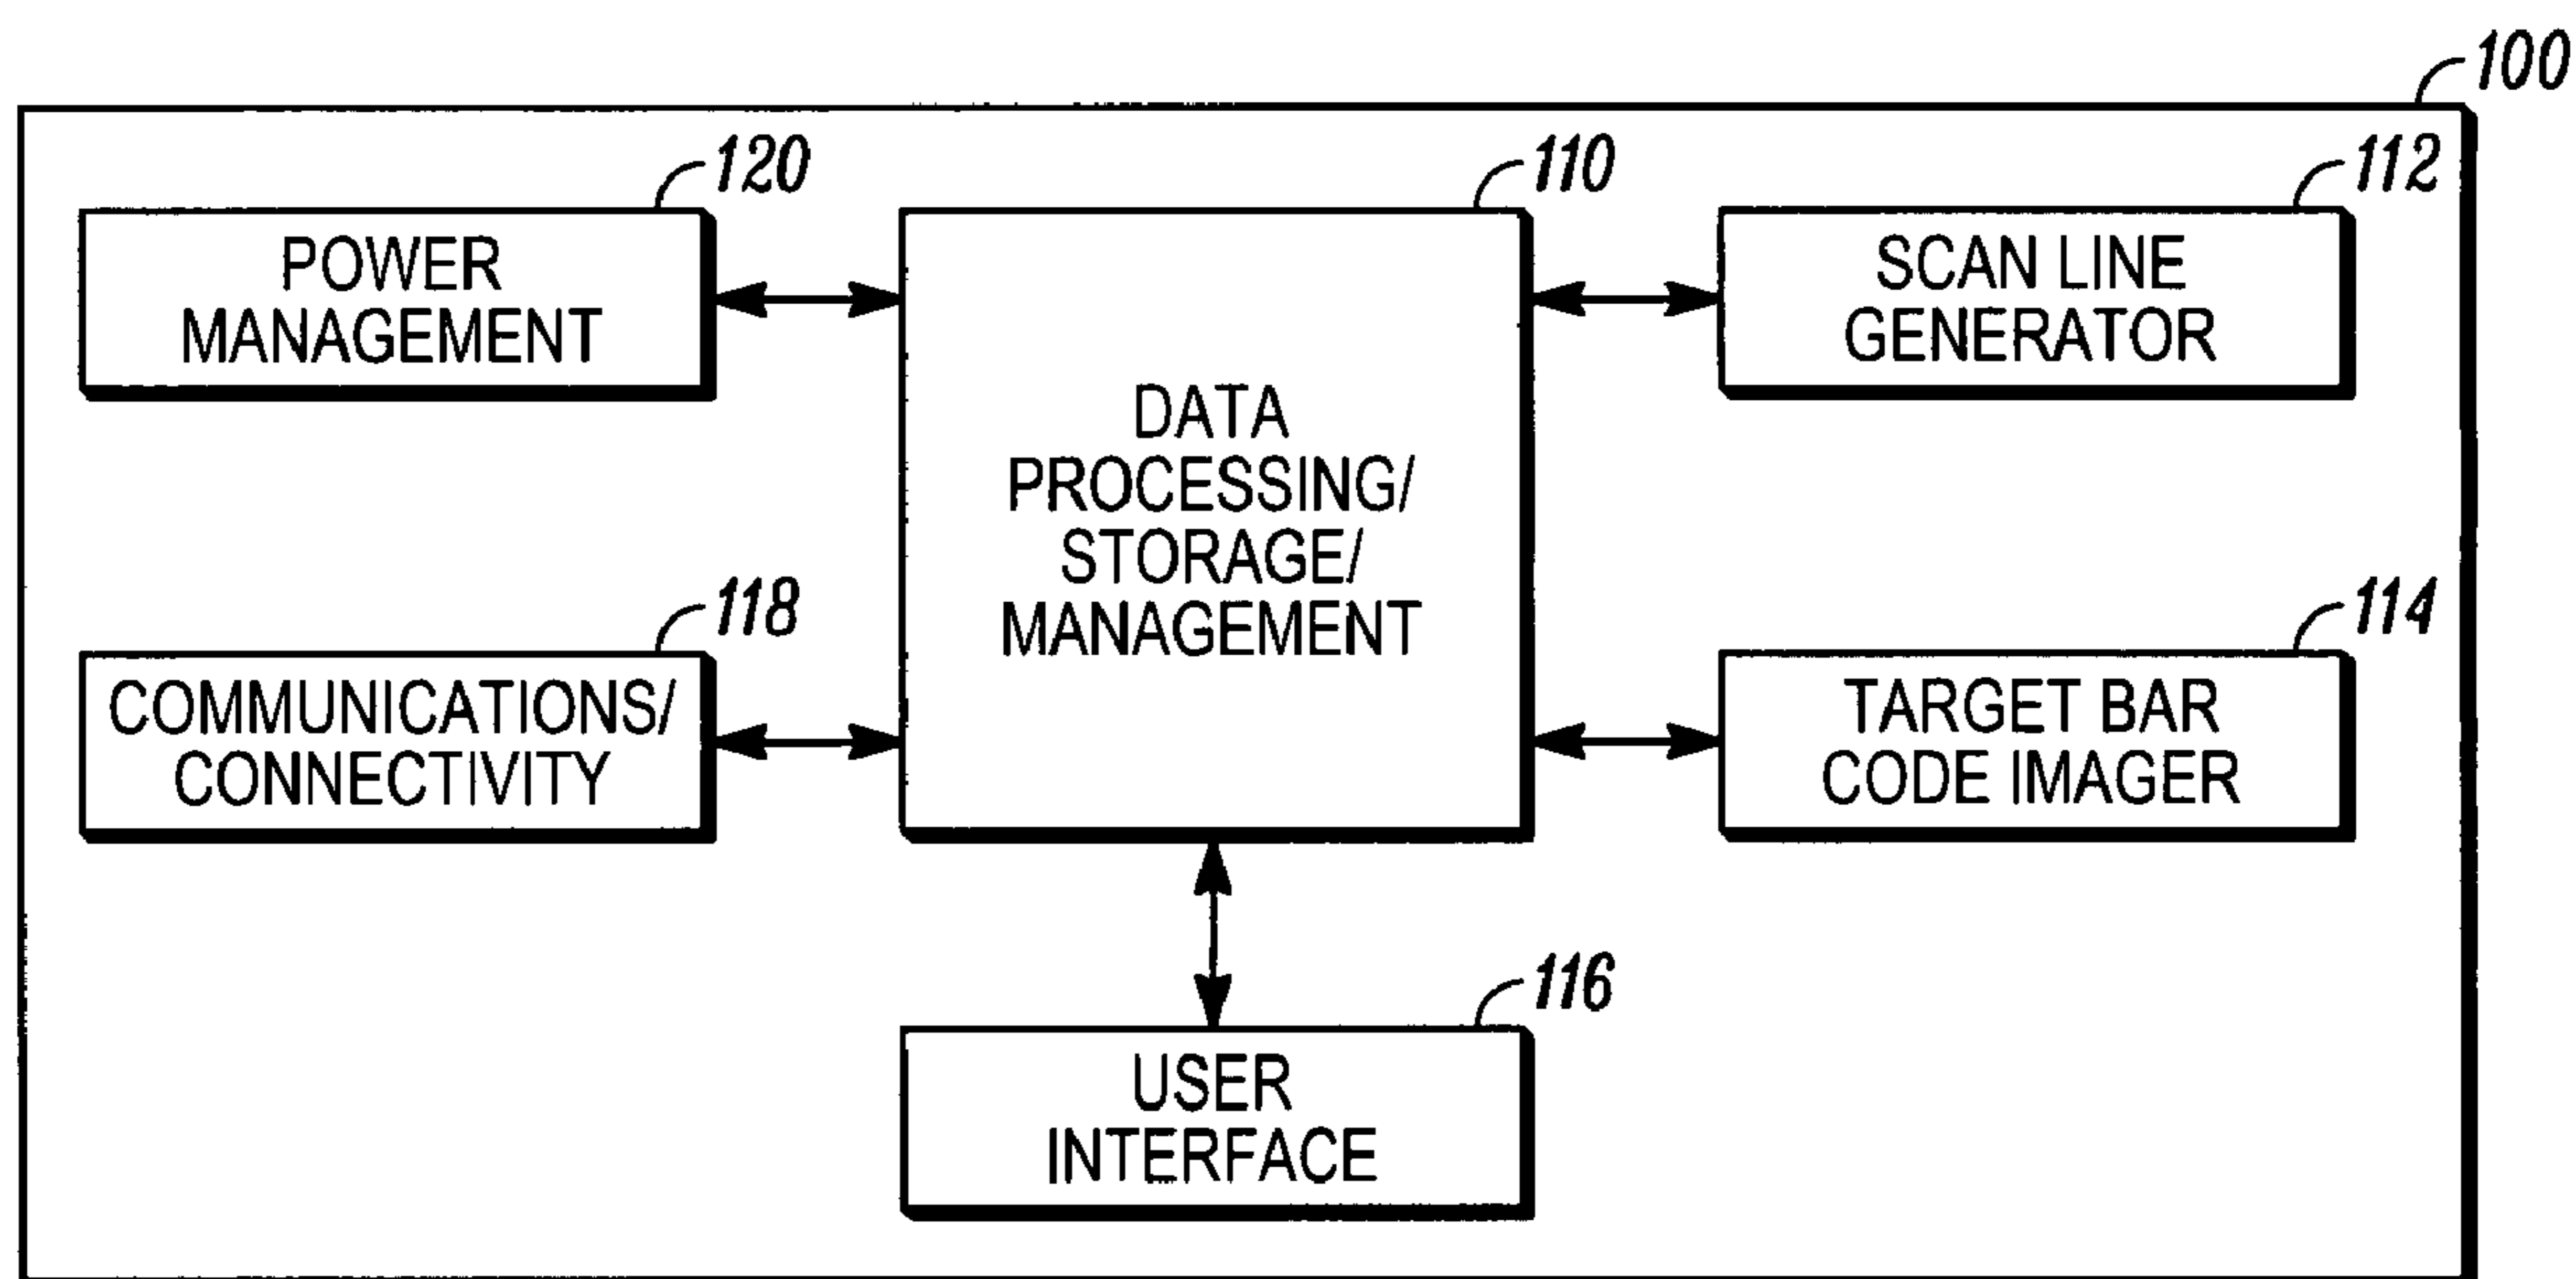 100
120
110
112
POWER
MANAGEMENT
DATA
PROCESSING/
STORAGE/
MANAGEMENT
SCAN LINE
GENERATOR
118
114
COMMUNICATIONS/
CONNECTIVITY
TARGET BAR
CODE IMAGER
116
USER
INTERFACE